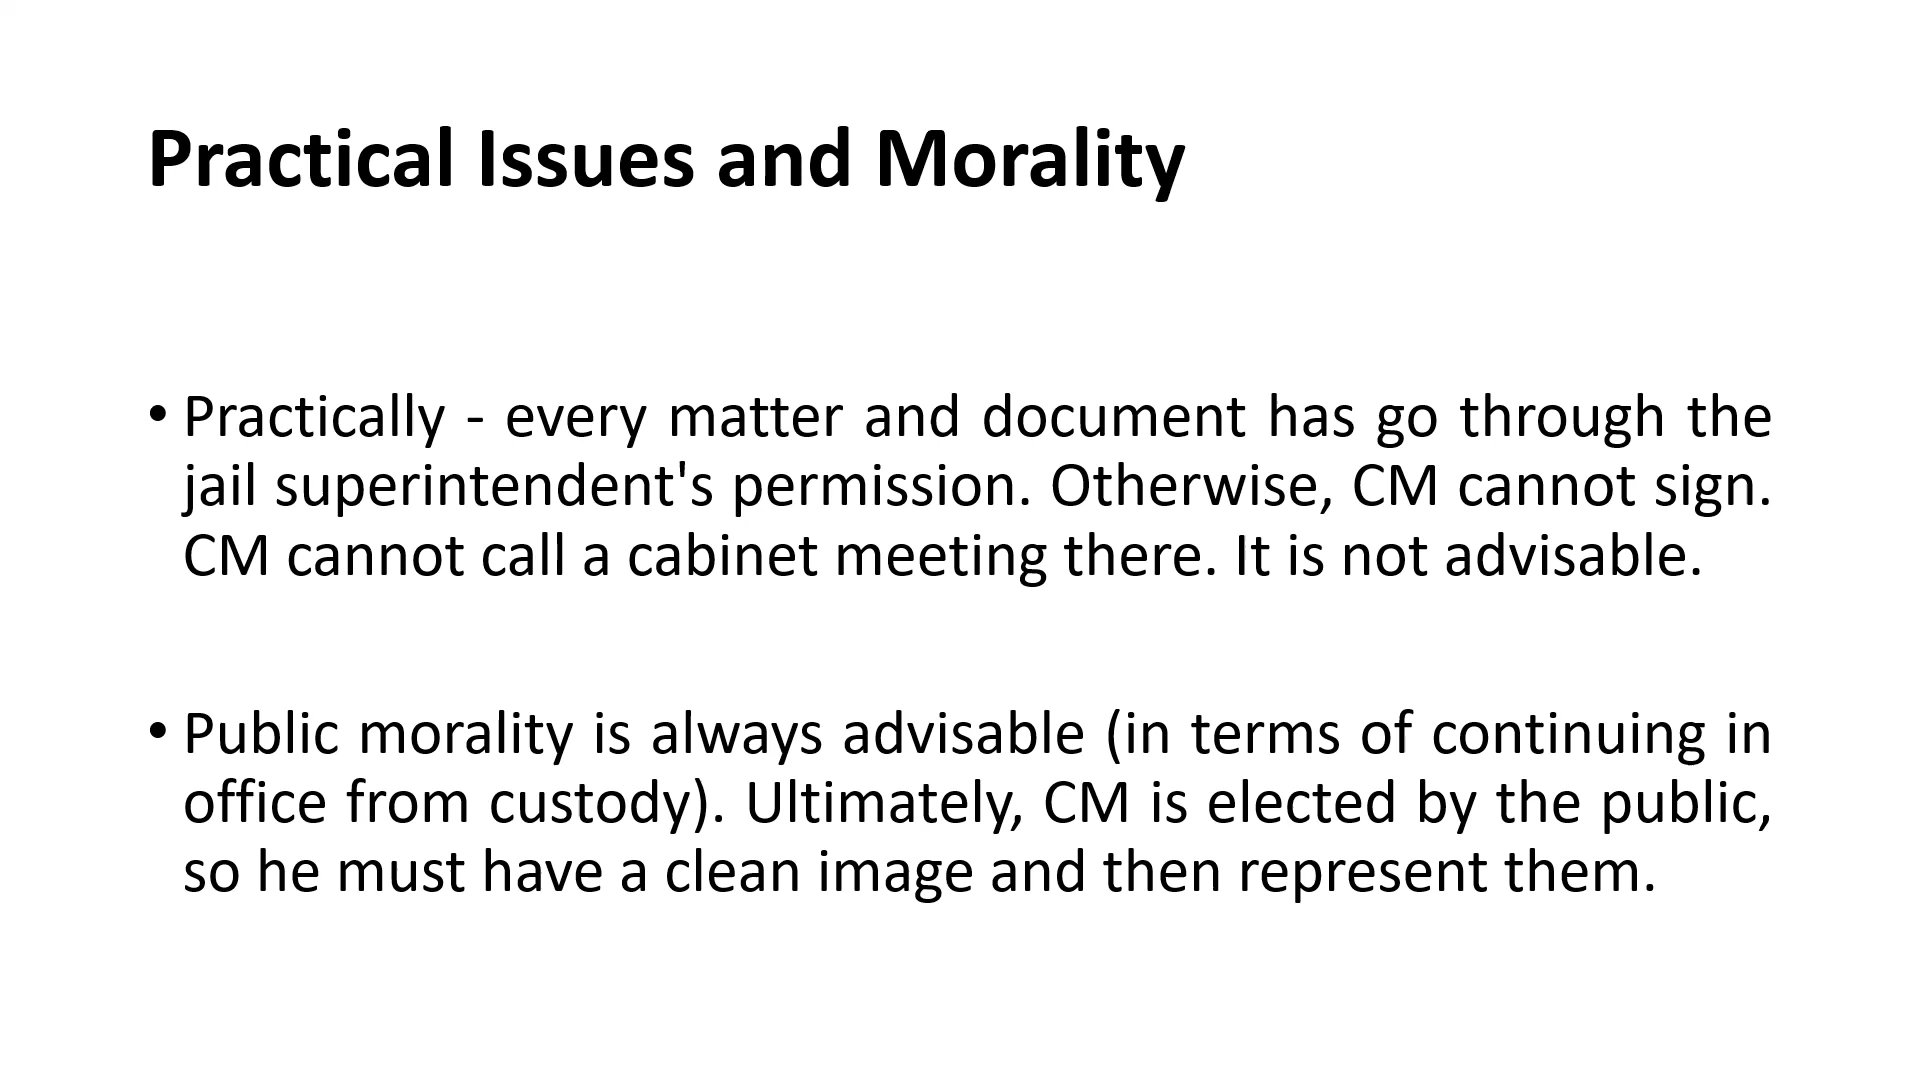 Practical Issues and Morality
• Practically - every matter and document has go through the
jail superintendent's permission. Otherwise, CM cannot sign.
CM cannot call a cabinet meeting there. It is not advisable.
• Public morality is always advisable (in terms of continuing in
office from custody). Ultimately, CM is elected by the public,
so he must have a clean image and then represent them.